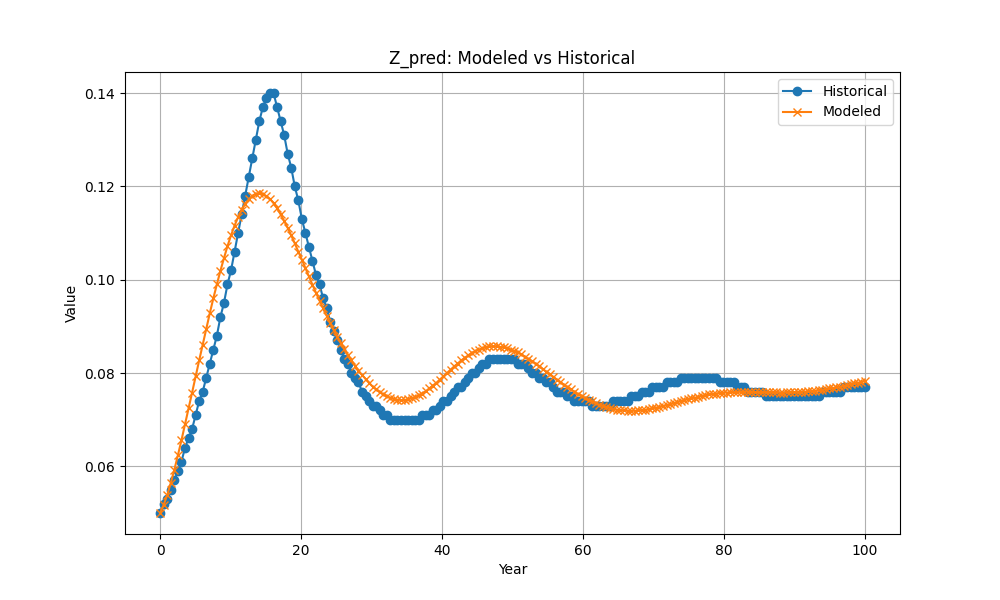 Z_pred: Modeled vs Historical
Historical
Modeled
0.14
0.12
0.10
0.08
0.06
Value
0 20 40 60 80 100
Year